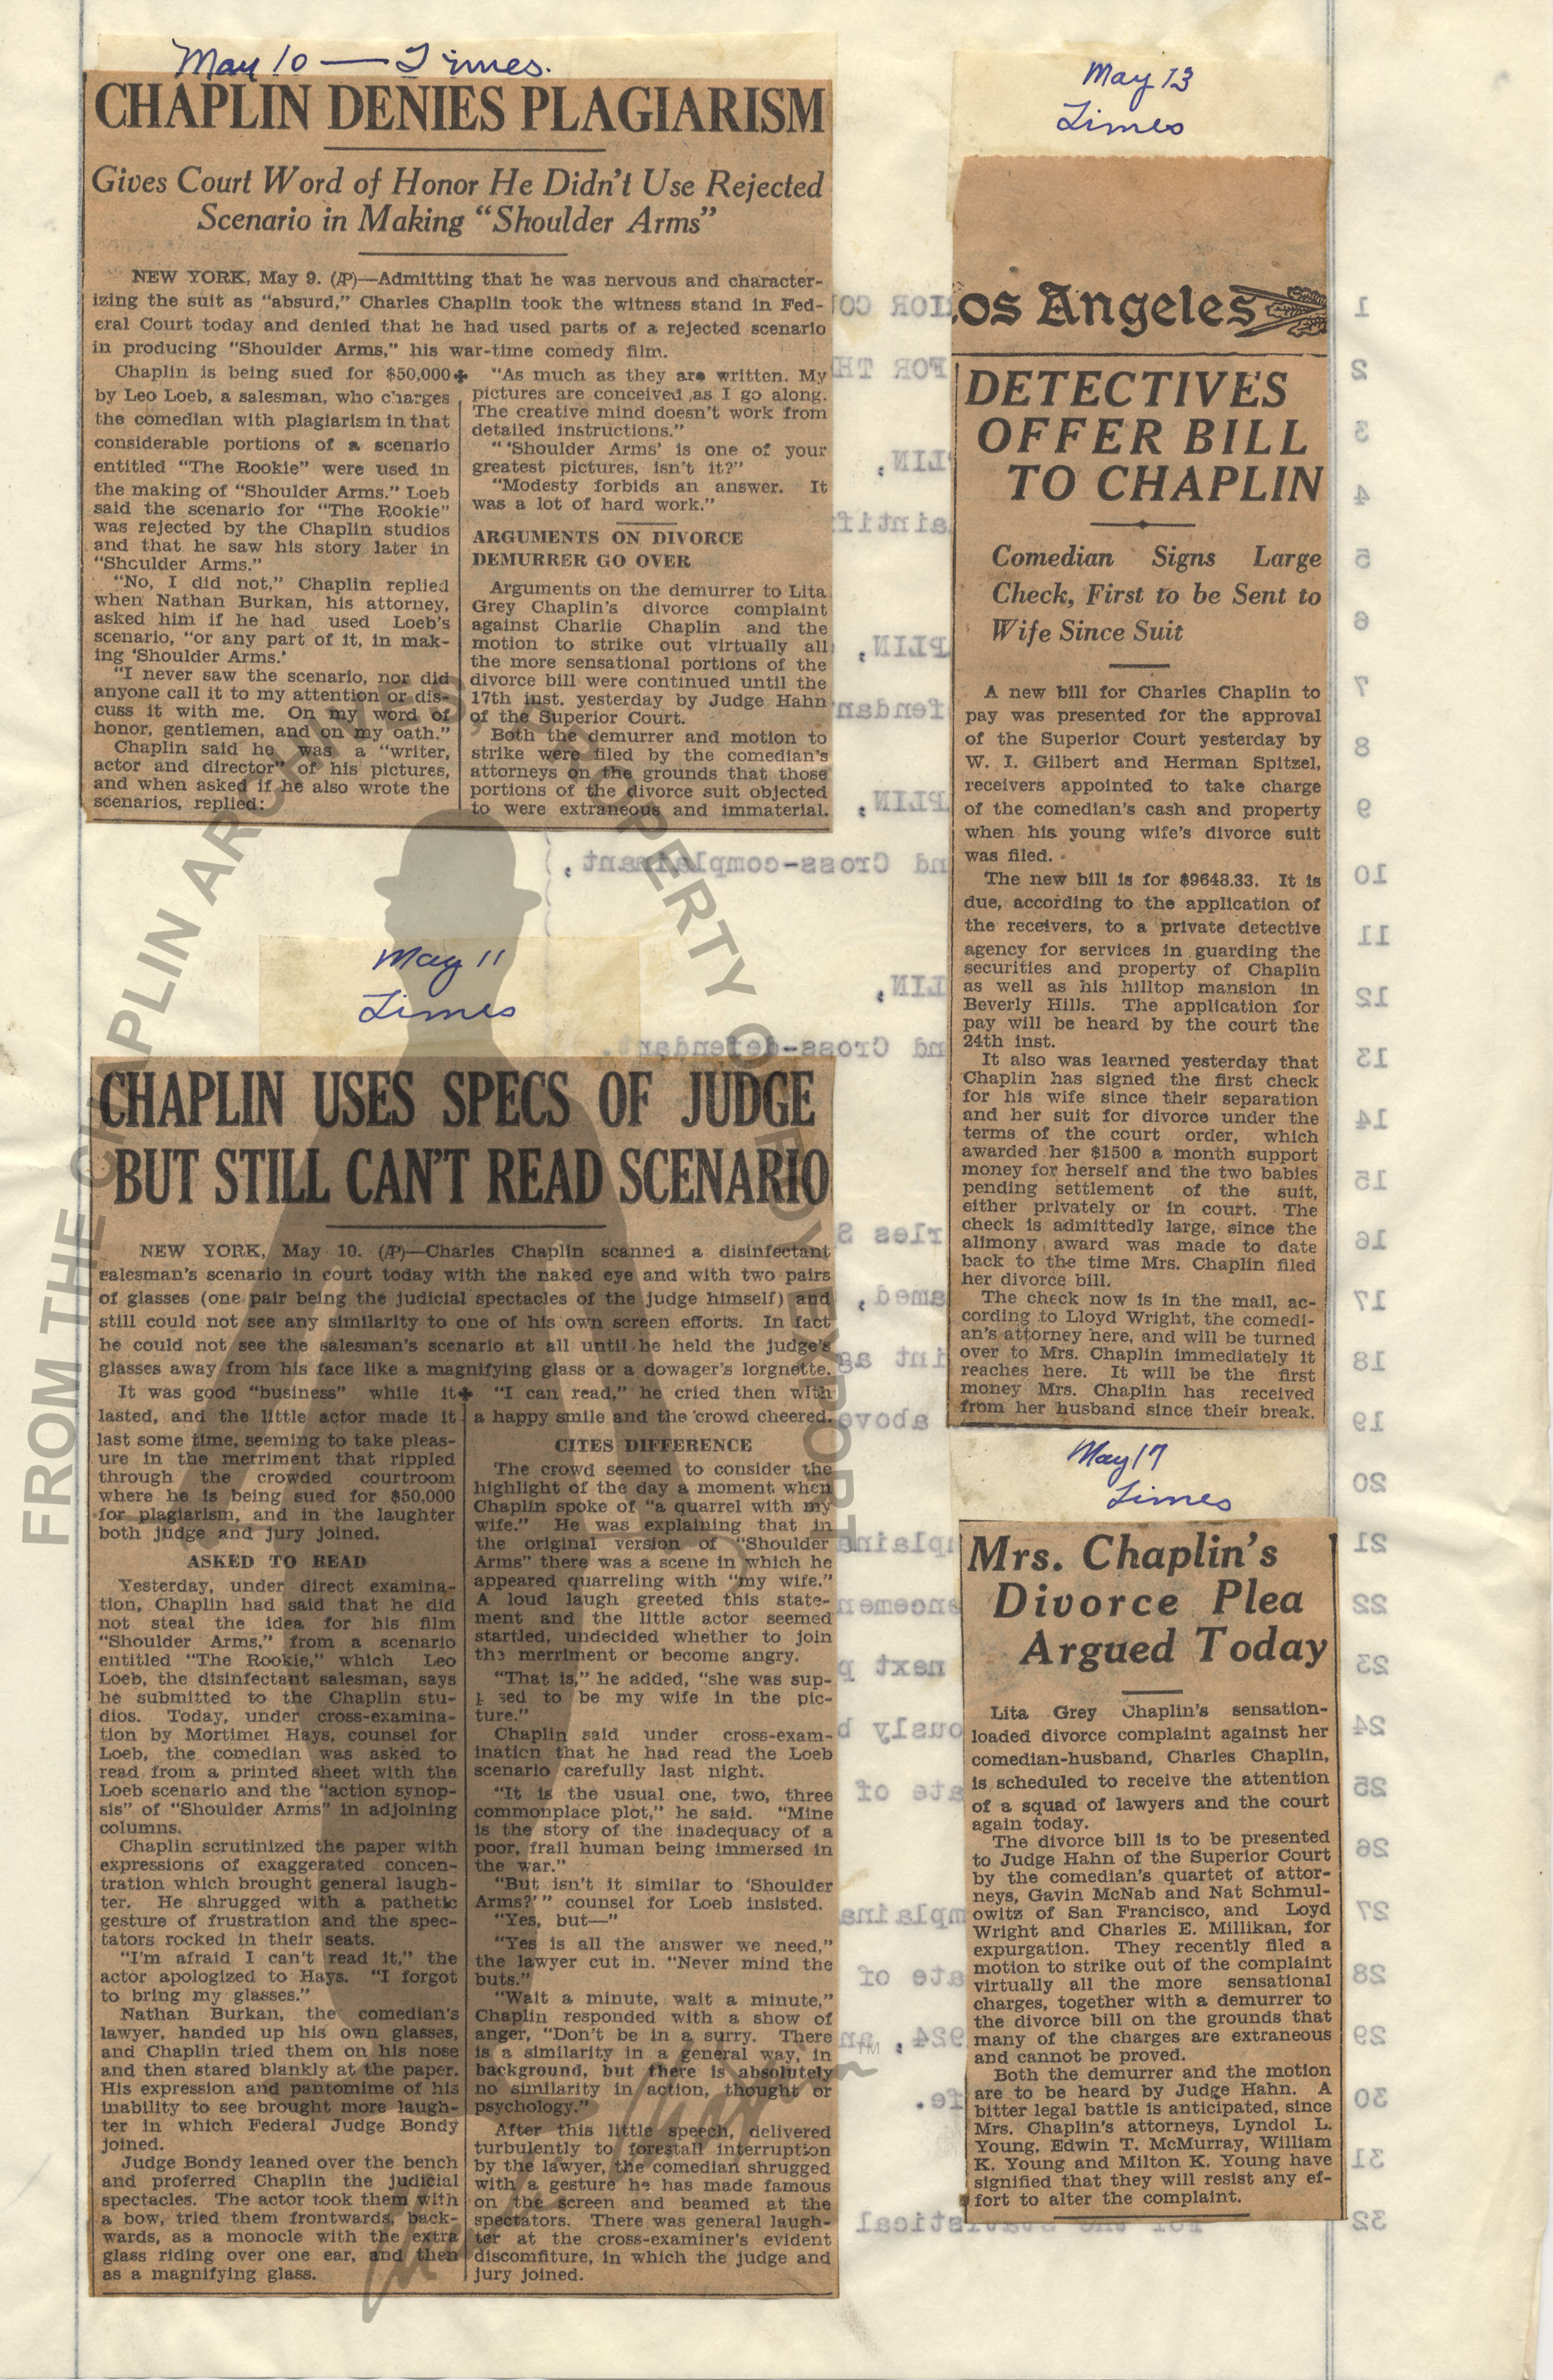 May 10 — Times.
CHAPLIN DENIES PLAGIARISM
Gives Court Word of Honor He Didn't Use Rejected
Scenario in Making "Shoulder Arms"
NEW YORK, May 9. (AP)—Admitting that he was nervous and character-
izing the suit as "absurd," Charles Chaplin took the witness stand in Fed-
eral Court today and denied that he had used parts of a rejected scenario
in producing "Shoulder Arms," his war-time comedy film.
Chaplin is being sued for $50,000
by Leo Loeb, a salesman, who charges
the comedian with plagiarism in that
considerable portions of a scenario
entitled "The Rookie" were used in
the making of "Shoulder Arms." Loeb
said the scenario for "The Rookie"
was rejected by the Chaplin studios
and that he saw his story later in
"Shoulder Arms."
"No, I did not," Chaplin replied
when Nathan Burkan, his attorney,
asked him if he had used Loeb's
scenario, "or any part of it, in mak-
ing 'Shoulder Arms.'
"I never saw the scenario, nor did
anyone call it to my attention or dis-
cuss it with me. On my word of
honor, gentlemen, and on my oath."
Chaplin said he was a "writer,
actor and director" of his pictures,
and when asked if he also wrote the
scenarios, replied:
"As much as they are written. My
pictures are conceived as I go along.
The creative mind doesn't work from
detailed instructions."
"'Shoulder Arms' is one of your
greatest pictures, isn't it?"
"Modesty forbids an answer. It
was a lot of hard work."
ARGUMENTS ON DIVORCE
DEMURRER GO OVER
Arguments on the demurrer to Lita
Grey Chaplin's divorce complaint
against Charlie Chaplin and the
motion to strike out virtually all
the more sensational portions of the
divorce bill were continued until the
17th inst. yesterday by Judge Hahn
of the Superior Court.
Both the demurrer and motion to
strike were filed by the comedian's
attorneys on the grounds that those
portions of the divorce suit objected
to were extraneous and immaterial.
May 11
Times
CHAPLIN USES SPECS OF JUDGE
BUT STILL CAN'T READ SCENARIO
NEW YORK, May 10. (AP)—Charles Chaplin scanned a disinfectant
salesman's scenario in court today with the naked eye and with two pairs
of glasses (one pair being the judicial spectacles of the judge himself) and
still could not see any similarity to one of his own screen efforts. In fact
he could not see the salesman's scenario at all until he held the judge's
glasses away from his face like a magnifying glass or a dowager's lorgnette.
It was good "business" while it
lasted, and the little actor made it
last some time, seeming to take pleas-
ure in the merriment that rippled
through the crowded courtroom
where he is being sued for $50,000
for plagiarism, and in the laughter
both judge and jury joined.
ASKED TO READ
Yesterday, under direct examina-
tion, Chaplin had said that he did
not steal the idea for his film
"Shoulder Arms," from a scenario
entitled "The Rookie," which Leo
Loeb, the disinfectant salesman, says
he submitted to the Chaplin stu-
dios. Today, under cross-examina-
tion by Mortimer Hays, counsel for
Loeb, the comedian was asked to
read from a printed sheet with the
Loeb scenario and the "action synop-
sis" of "Shoulder Arms" in adjoining
columns.
Chaplin scrutinized the paper with
expressions of exaggerated concen-
tration which brought general laugh-
ter. He shrugged with a pathetic
gesture of frustration and the spec-
tators rocked in their seats.
"I'm afraid I can't read it," the
actor apologized to Hays. "I forgot
to bring my glasses."
Nathan Burkan, the comedian's
lawyer, handed up his own glasses,
and Chaplin tried them on his nose
and then stared blankly at the paper.
His expression and pantomime of his
inability to see brought more laugh-
ter in which Federal Judge Bondy
joined.
Judge Bondy leaned over the bench
and proferred Chaplin the judicial
spectacles. The actor took them with
a bow, tried them frontwards, back-
wards, as a monocle with the extra
glass riding over one ear, and then
as a magnifying glass.
"I can read," he cried then with
a happy smile and the crowd cheered.
CITES DIFFERENCE
The crowd seemed to consider the
highlight of the day a moment when
Chaplin spoke of "a quarrel with my
wife." He was explaining that in
the original version of "Shoulder
Arms" there was a scene in which he
appeared quarreling with "my wife."
A loud laugh greeted this state-
ment and the little actor seemed
startled, undecided whether to join
the merriment or become angry.
"That is," he added, "she was sup-
posed to be my wife in the pic-
ture."
Chaplin said under cross-exam-
ination that he had read the Loeb
scenario carefully last night.
"It is the usual one, two, three
commonplace plot," he said. "Mine
is the story of the inadequacy of a
poor, frail human being immersed in
the war."
"But isn't it similar to 'Shoulder
Arms?'" counsel for Loeb insisted.
"Yes, but—"
"Yes is all the answer we need,"
the lawyer cut in. "Never mind the
buts."
"Wait a minute, wait a minute,"
Chaplin responded with a show of
anger, "Don't be in a surry. There
is a similarity in a general way, in
background, but there is absolutely
no similarity in action, thought or
psychology."
After this little speech, delivered
turbulently to forestall interruption
by the lawyer, the comedian shrugged
with a gesture he has made famous
on the screen and beamed at the
spectators. There was general laugh-
ter at the cross-examiner's evident
discomfiture, in which the judge and
jury joined.
May 13
Times
Los Angeles
DETECTIVES
OFFER BILL
TO CHAPLIN
Comedian Signs Large
Check, First to be Sent to
Wife Since Suit
A new bill for Charles Chaplin to
pay was presented for the approval
of the Superior Court yesterday by
W. I. Gilbert and Herman Spitzel,
receivers appointed to take charge
of the comedian's cash and property
when his young wife's divorce suit
was filed.
The new bill is for $9648.33. It is
due, according to the application of
the receivers, to a private detective
agency for services in guarding the
securities and property of Chaplin
as well as his hilltop mansion in
Beverly Hills. The application for
pay will be heard by the court the
24th inst.
It also was learned yesterday that
Chaplin has signed the first check
for his wife since their separation
and her suit for divorce under the
terms of the court order, which
awarded her $1500 a month support
money for herself and the two babies
pending settlement of the suit,
either privately or in court. The
check is admittedly large, since the
alimony award was made to date
back to the time Mrs. Chaplin filed
her divorce bill.
The check now is in the mail, ac-
cording to Lloyd Wright, the comedi-
an's attorney here, and will be turned
over to Mrs. Chaplin immediately it
reaches here. It will be the first
money Mrs. Chaplin has received
from her husband since their break.
May 17
Times
Mrs. Chaplin's
Divorce Plea
Argued Today
Lita Grey Chaplin's sensation-
loaded divorce complaint against her
comedian-husband, Charles Chaplin,
is scheduled to receive the attention
of a squad of lawyers and the court
again today.
The divorce bill is to be presented
to Judge Hahn of the Superior Court
by the comedian's quartet of attor-
neys, Gavin McNab and Nat Schmul-
owitz of San Francisco, and Loyd
Wright and Charles E. Millikan, for
expurgation. They recently filed a
motion to strike out of the complaint
virtually all the more sensational
charges, together with a demurrer to
the divorce bill on the grounds that
many of the charges are extraneous
and cannot be proved.
Both the demurrer and the motion
are to be heard by Judge Hahn. A
bitter legal battle is anticipated, since
Mrs. Chaplin's attorneys, Lyndol L.
Young, Edwin T. McMurray, William
K. Young and Milton K. Young have
signified that they will resist any ef-
fort to alter the complaint.
FROM THE CHAPLIN ARCHIVES, PROPERTY OF ROY EXPORT